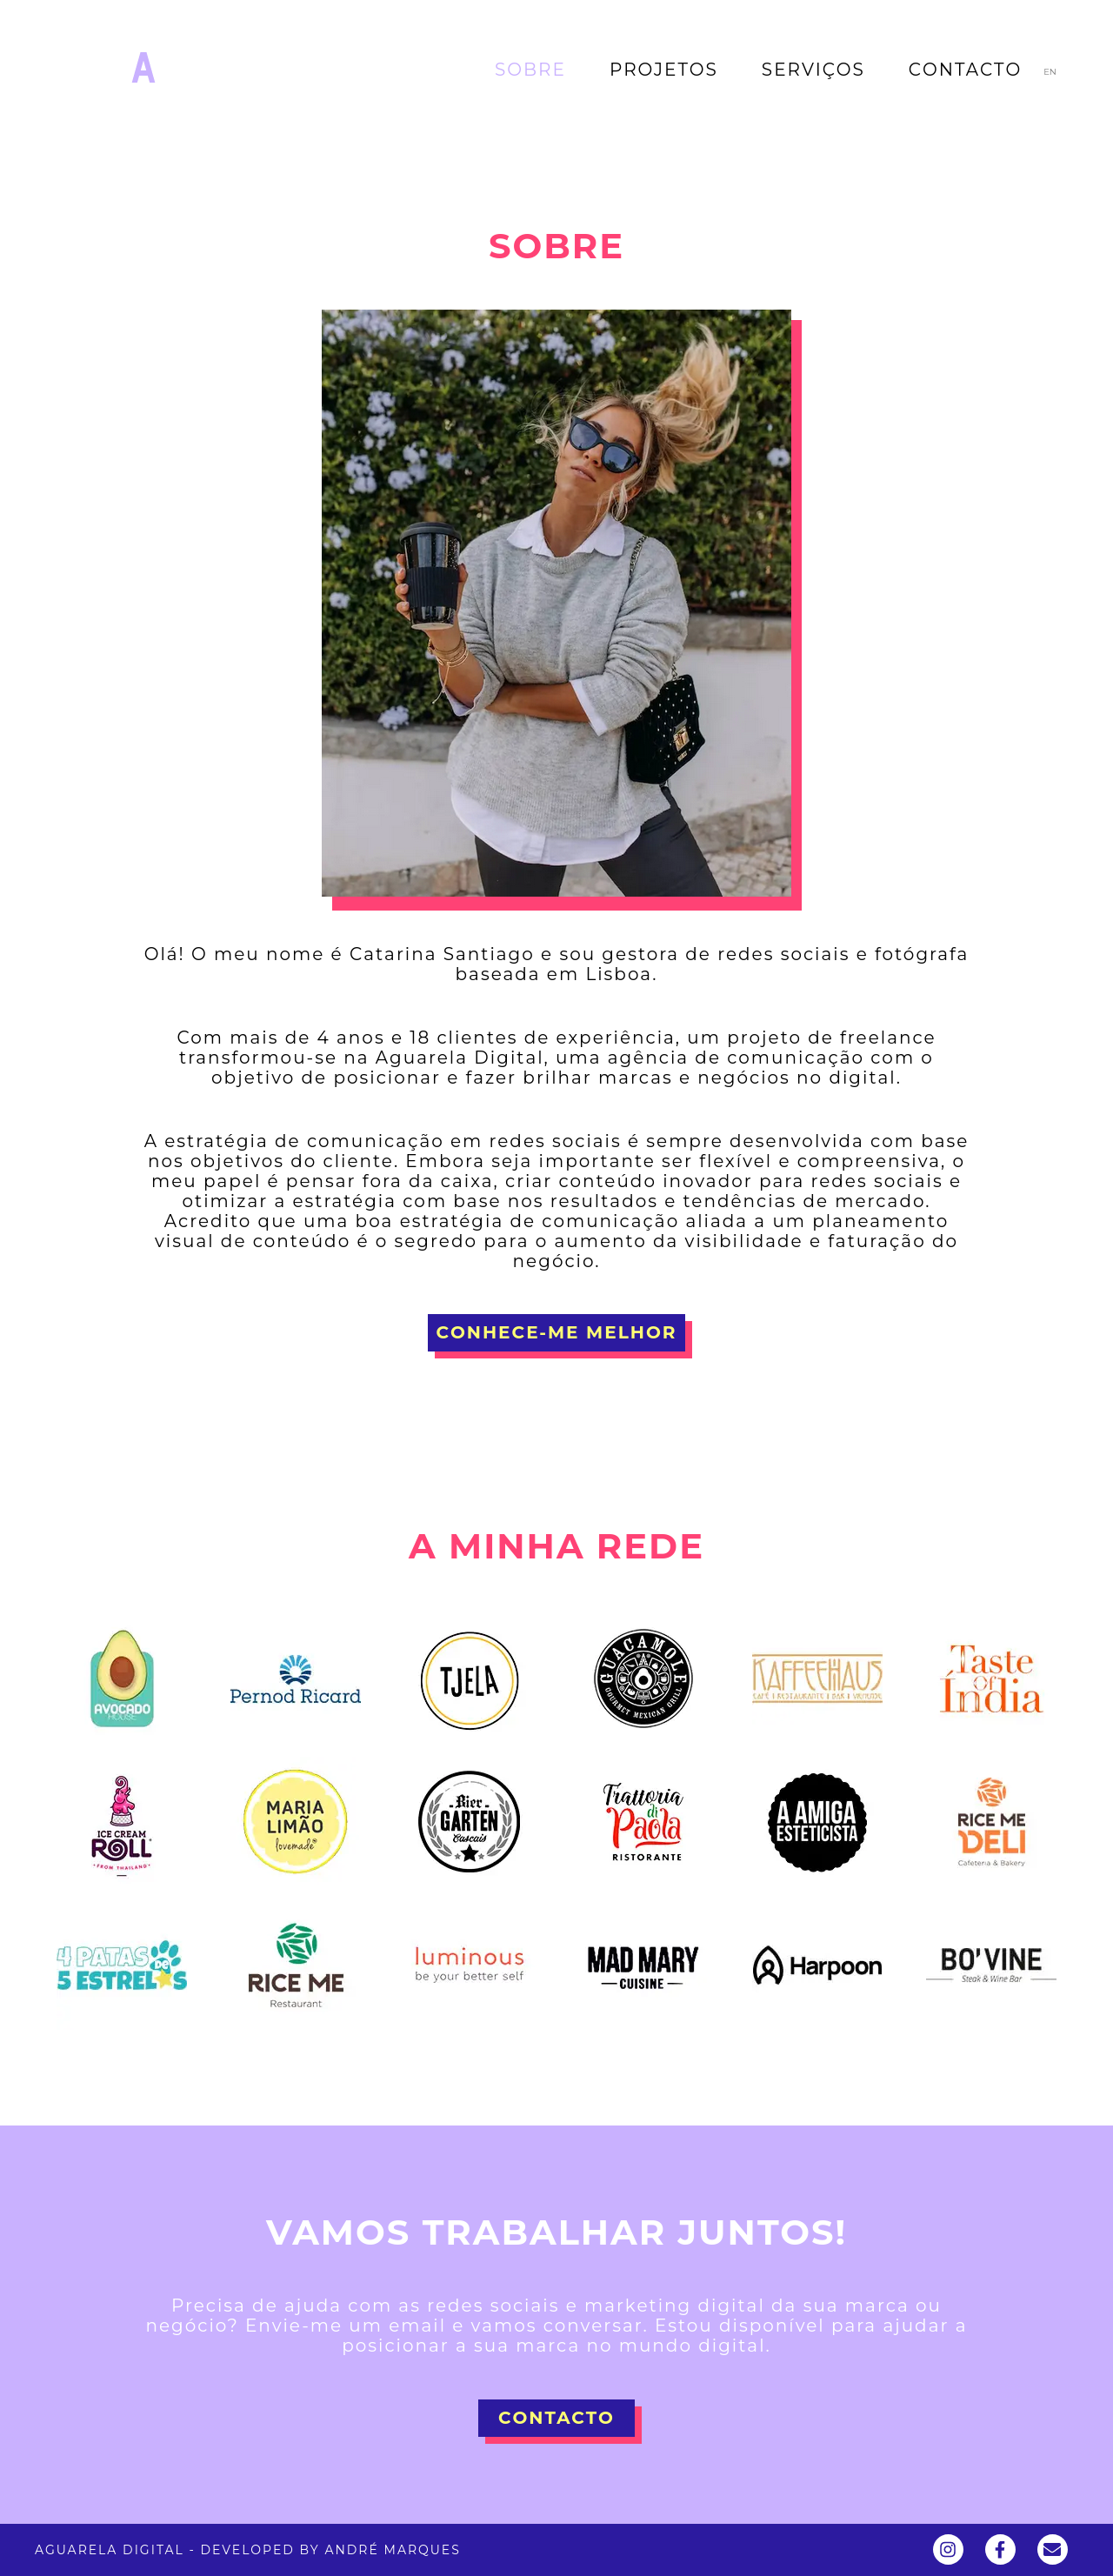 A
SOBRE PROJETOS SERVIÇOS CONTACTO EN
SOBRE
Olá! O meu nome é Catarina Santiago e sou gestora de redes sociais e fotógrafa
baseada em Lisboa.
Com mais de 4 anos e 18 clientes de experiência, um projeto de freelance
transformou-se na Aguarela Digital, uma agência de comunicação com o
objetivo de posicionar e fazer brilhar marcas e negócios no digital.
A estratégia de comunicação em redes sociais é sempre desenvolvida com base
nos objetivos do cliente. Embora seja importante ser flexível e compreensiva, o
meu papel é pensar fora da caixa, criar conteúdo inovador para redes sociais e
otimizar a estratégia com base nos resultados e tendências de mercado.
Acredito que uma boa estratégia de comunicação aliada a um planeamento
visual de conteúdo é o segredo para o aumento da visibilidade e faturação do
negócio.
CONHECE-ME MELHOR
A MINHA REDE
AVOCADO
HOUSE
Pernod Ricard
TJELA
GUACAMOLE
GOURMET MEXICAN GRILL
KAFFEEHAUS
CAFÉ | RESTAURANTE | BAR | VIENENSE
Taste
OF
Índia
ICE CREAM
ROLL
FROM THAILAND
MARIA
LIMÃO
lovemade
Bier
GARTEN
Cascais
Trattoria
di
Paola
RISTORANTE
A AMIGA
ESTETICISTA
RICE ME
DELI
Cafeteria & Bakery
4 PATAS
DE
5 ESTRELAS
RICE ME
Restaurant
luminous
be your better self
MAD MARY
CUISINE
Harpoon
BO'VINE
Steak & Wine Bar
VAMOS TRABALHAR JUNTOS!
Precisa de ajuda com as redes sociais e marketing digital da sua marca ou
negócio? Envie-me um email e vamos conversar. Estou disponível para ajudar a
posicionar a sua marca no mundo digital.
CONTACTO
AGUARELA DIGITAL - DEVELOPED BY ANDRÉ MARQUES